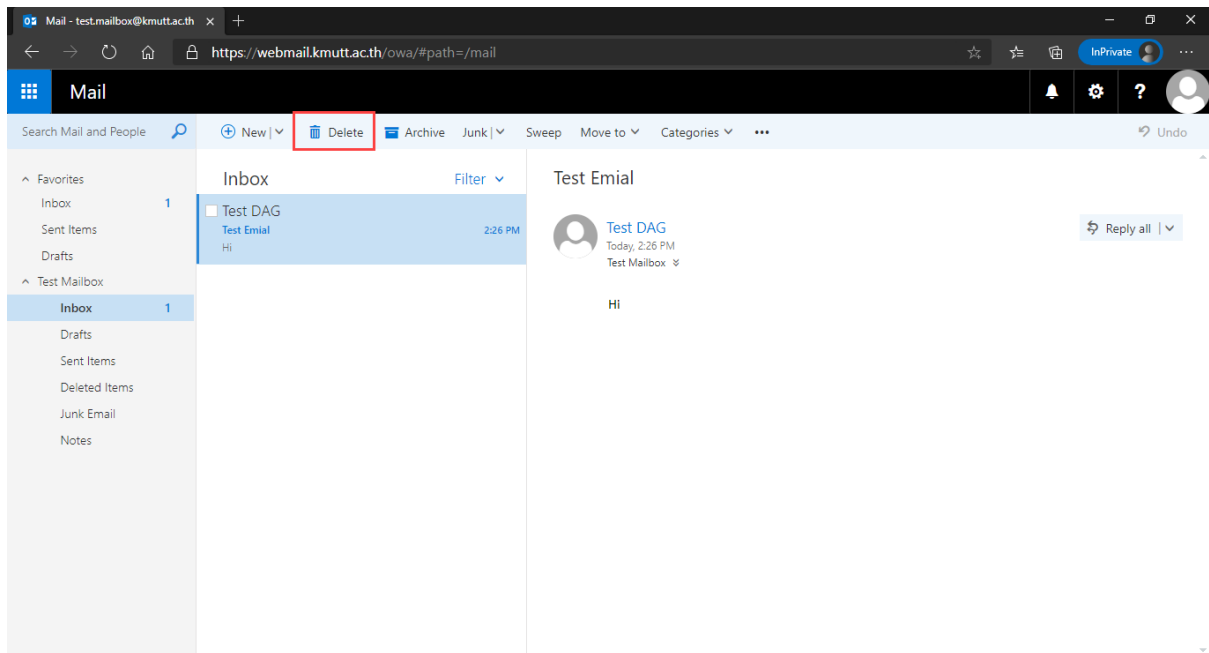 Mail - test.mailbox@kmutt.ac.th
https://webmail.kmutt.ac.th/owa/#path=/mail
InPrivate
Mail
?
Search Mail and People
New
Delete
Archive
Junk
Sweep
Move to
Categories
Undo
Favorites
Inbox 1
Sent Items
Drafts
Test Mailbox
Inbox 1
Drafts
Sent Items
Deleted Items
Junk Email
Notes
Inbox
Filter
Test DAG
Test Emial 2:26 PM
Hi
Test Emial
Test DAG
Today, 2:26 PM
Test Mailbox
Reply all
Hi